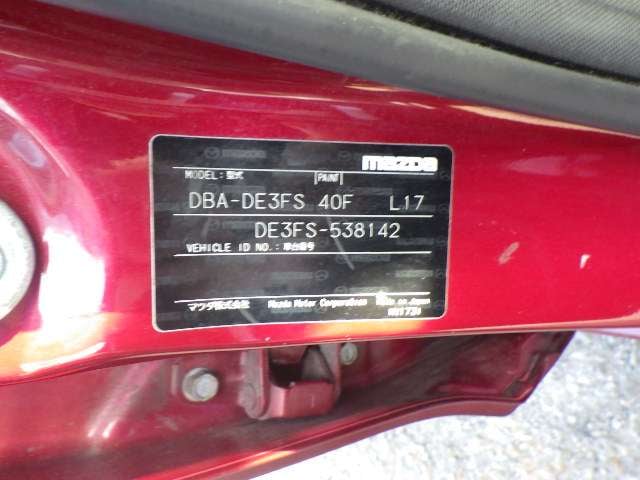 mazda
MODEL:型式 PAINT
DBA-DE3FS 40F L17
DE3FS-538142
VEHICLE ID NO.:車台番号
マツダ株式会社 Mazda Motor Corporation Made in Japan